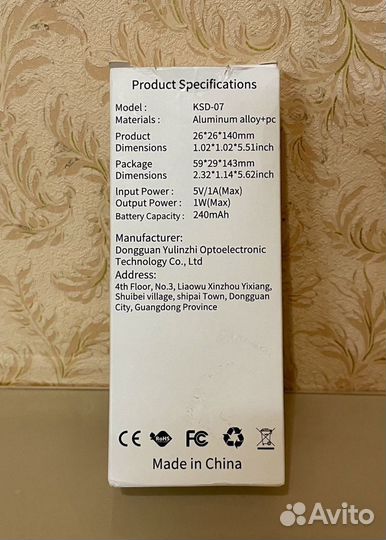 Product Specifications
Model : KSD-07
Materials : Aluminum alloy+pc
Product 26*26*140mm
Dimensions 1.02*1.02*5.51inch
Package 59*29*143mm
Dimensions 2.32*1.14*5.62inch
Input Power : 5V/1A(Max)
Output Power : 1W(Max)
Battery Capacity : 240mAh
Manufacturer:
Dongguan Yulinzhi Optoelectronic
Technology Co., Ltd
Address:
4th Floor, No.3, Liaowu Xinzhou Yixiang,
Shuibei village, shipai Town, Dongguan
City, Guangdong Province
CE RoHS FC
Made in China
Avito